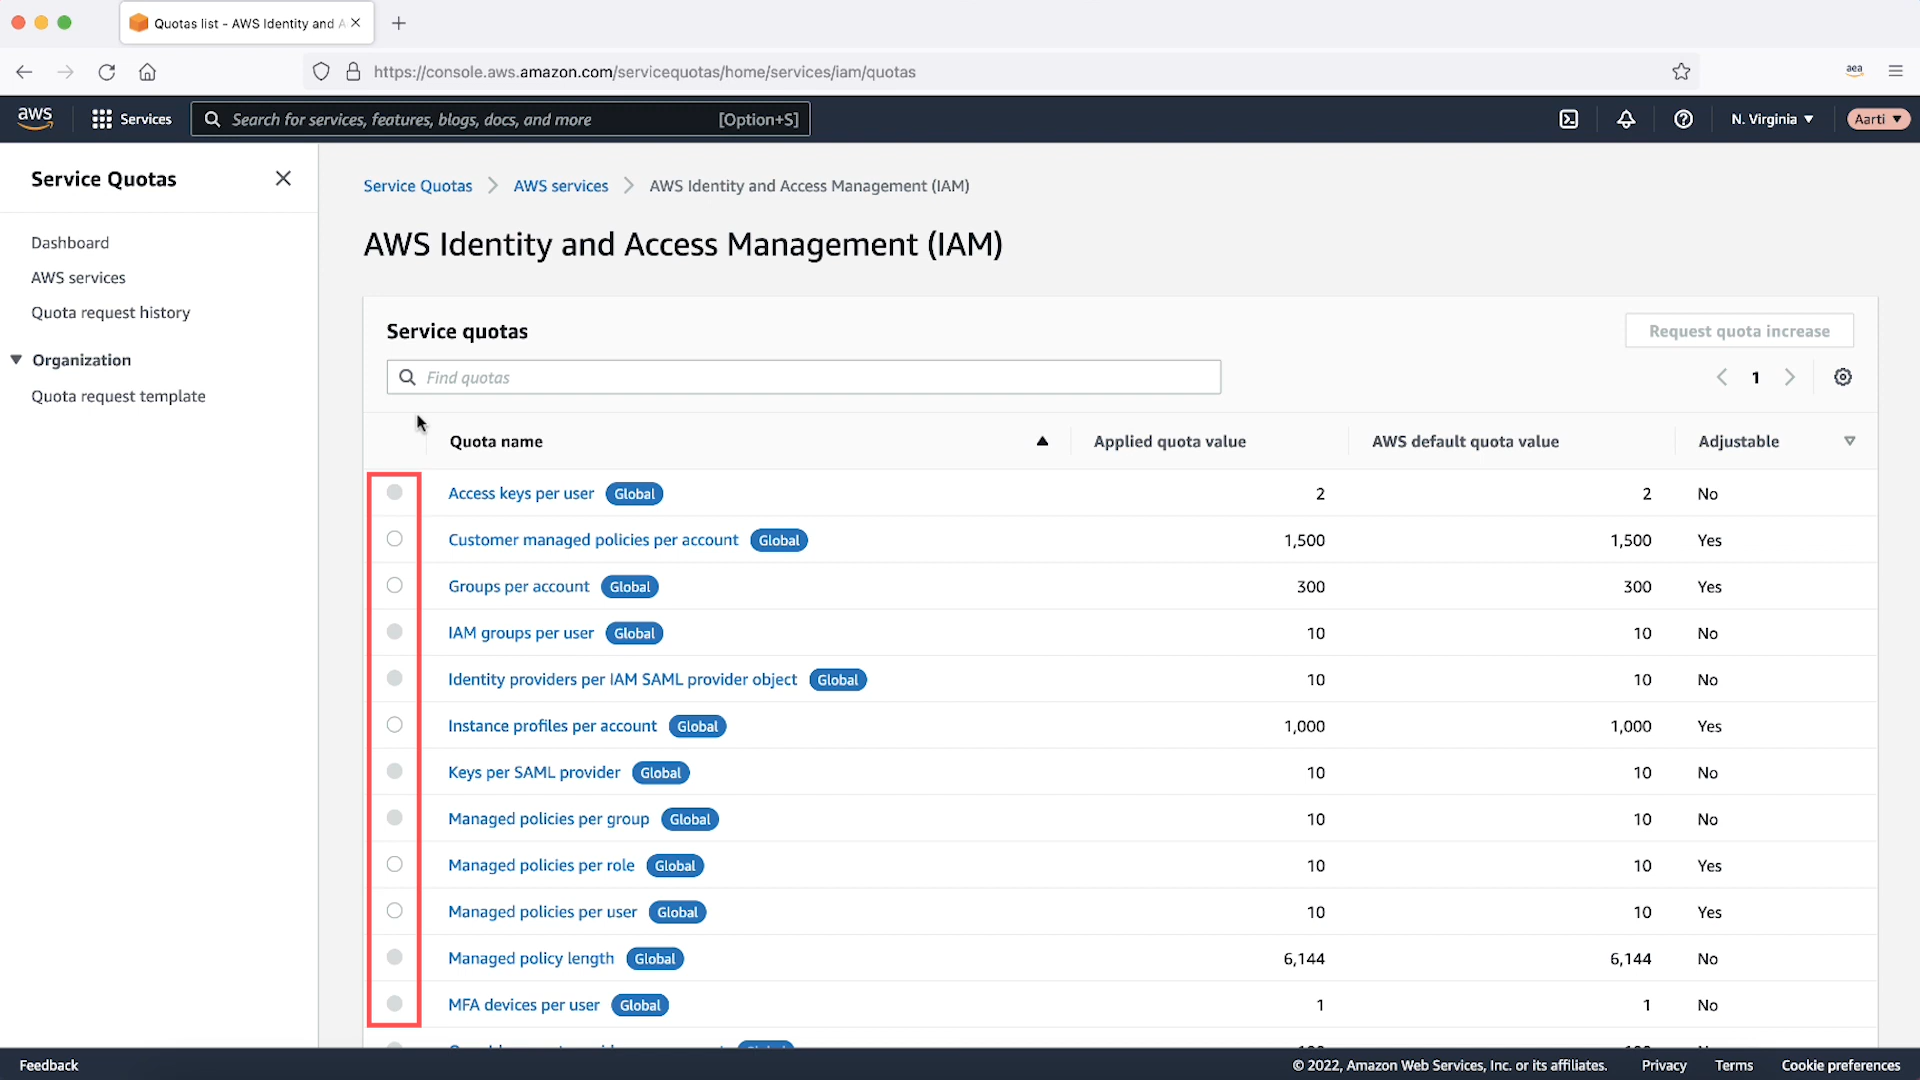 Quotas list - AWS Identity and A
https://console.aws.amazon.com/servicequotas/home/services/iam/quotas
aea
aws Services Search for services, features, blogs, docs, and more [Option+S] N. Virginia Aarti
Service Quotas
Dashboard
AWS services
Quota request history
Organization
Quota request template
Service Quotas AWS services AWS Identity and Access Management (IAM)
AWS Identity and Access Management (IAM)
Service quotas
Request quota increase
Find quotas
1
Quota name Applied quota value AWS default quota value Adjustable
Access keys per user Global 2 2 No
Customer managed policies per account Global 1,500 1,500 Yes
Groups per account Global 300 300 Yes
IAM groups per user Global 10 10 No
Identity providers per IAM SAML provider object Global 10 10 No
Instance profiles per account Global 1,000 1,000 Yes
Keys per SAML provider Global 10 10 No
Managed policies per group Global 10 10 No
Managed policies per role Global 10 10 Yes
Managed policies per user Global 10 10 Yes
Managed policy length Global 6,144 6,144 No
MFA devices per user Global 1 1 No
Feedback © 2022, Amazon Web Services, Inc. or its affiliates. Privacy Terms Cookie preferences